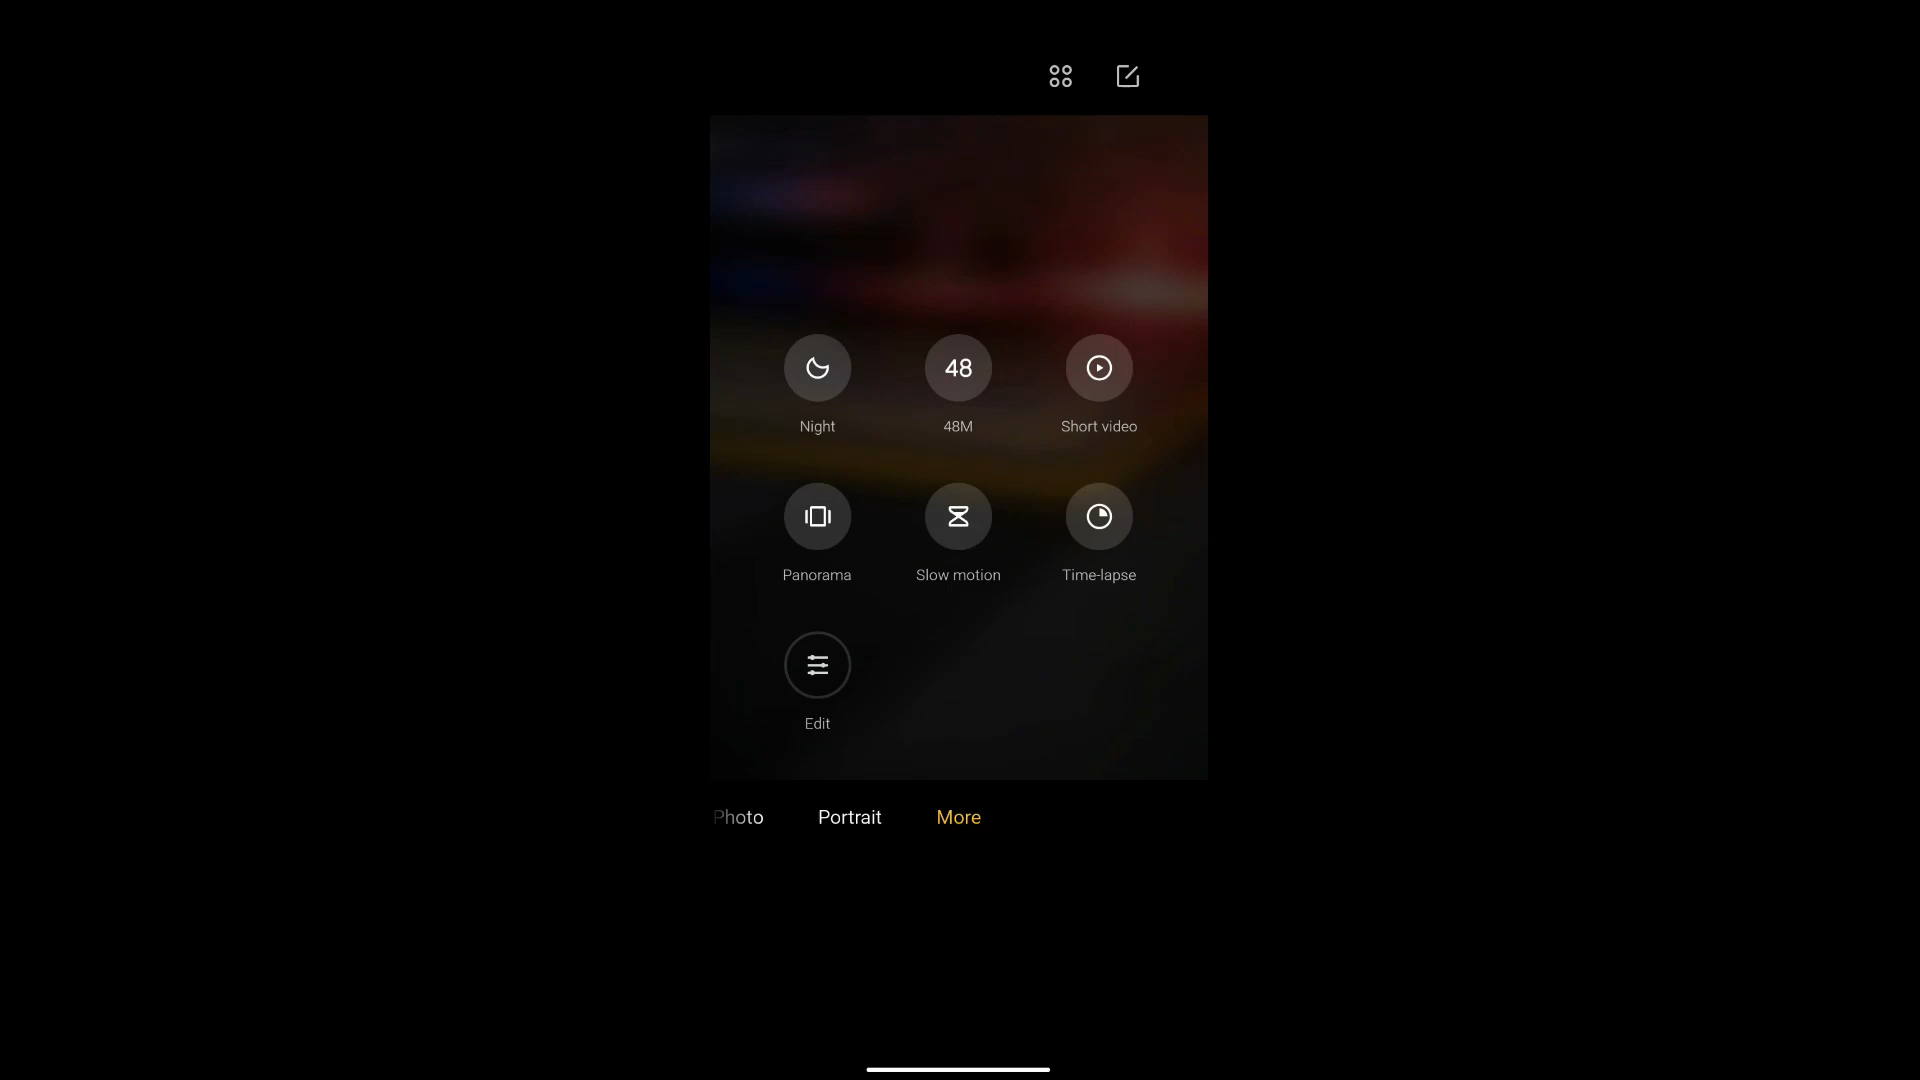 48
Night
48M
Short video
Panorama
Slow motion
Time-lapse
Edit
Photo
Portrait
More